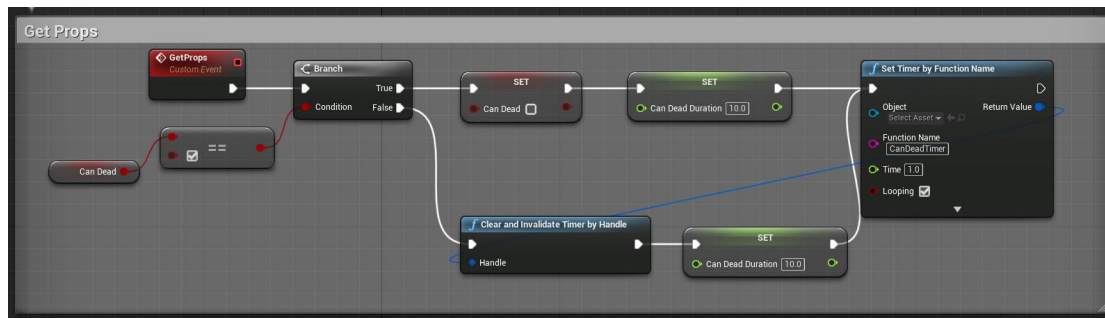 Get Props
GetProps
Custom Event
Branch
True
Condition
False
Can Dead
==
SET
Can Dead
SET
Can Dead Duration 10.0
Set Timer by Function Name
Object
Select Asset
Return Value
Function Name
CanDeadTimer
Time 1.0
Looping
Clear and Invalidate Timer by Handle
Handle
SET
Can Dead Duration 10.0